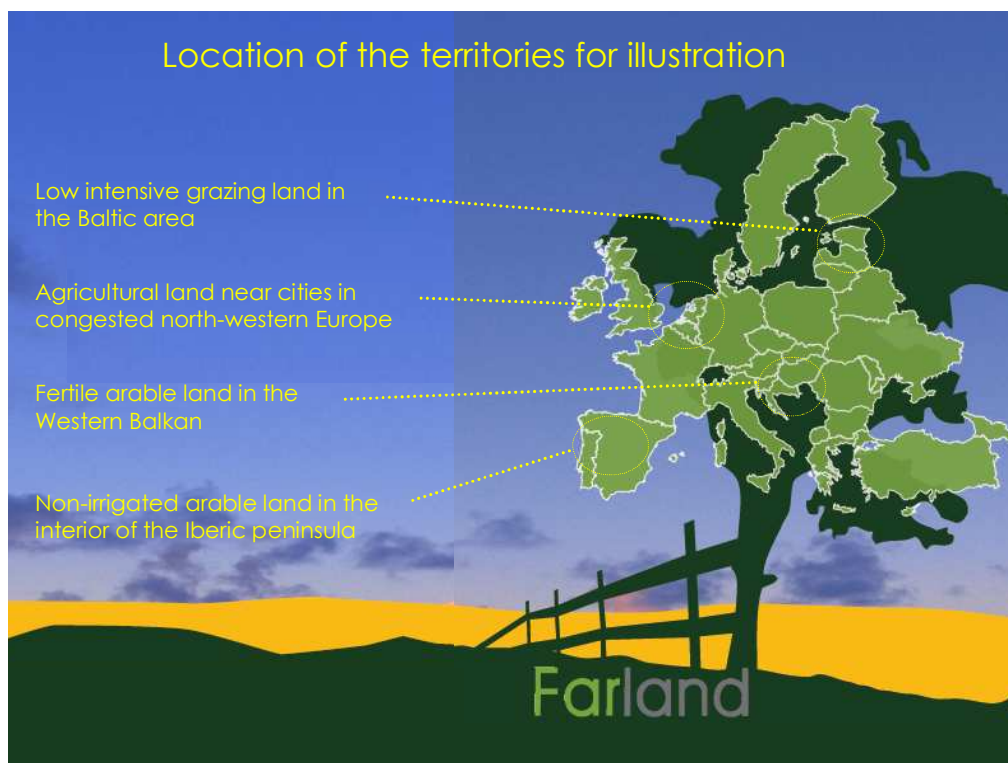 Location of the territories for illustration
Low intensive grazing land in
the Baltic area
Agricultural land near cities in
congested north-western Europe
Fertile arable land in the
Western Balkan
Non-irrigated arable land in the
interior of the Iberic peninsula
Farland